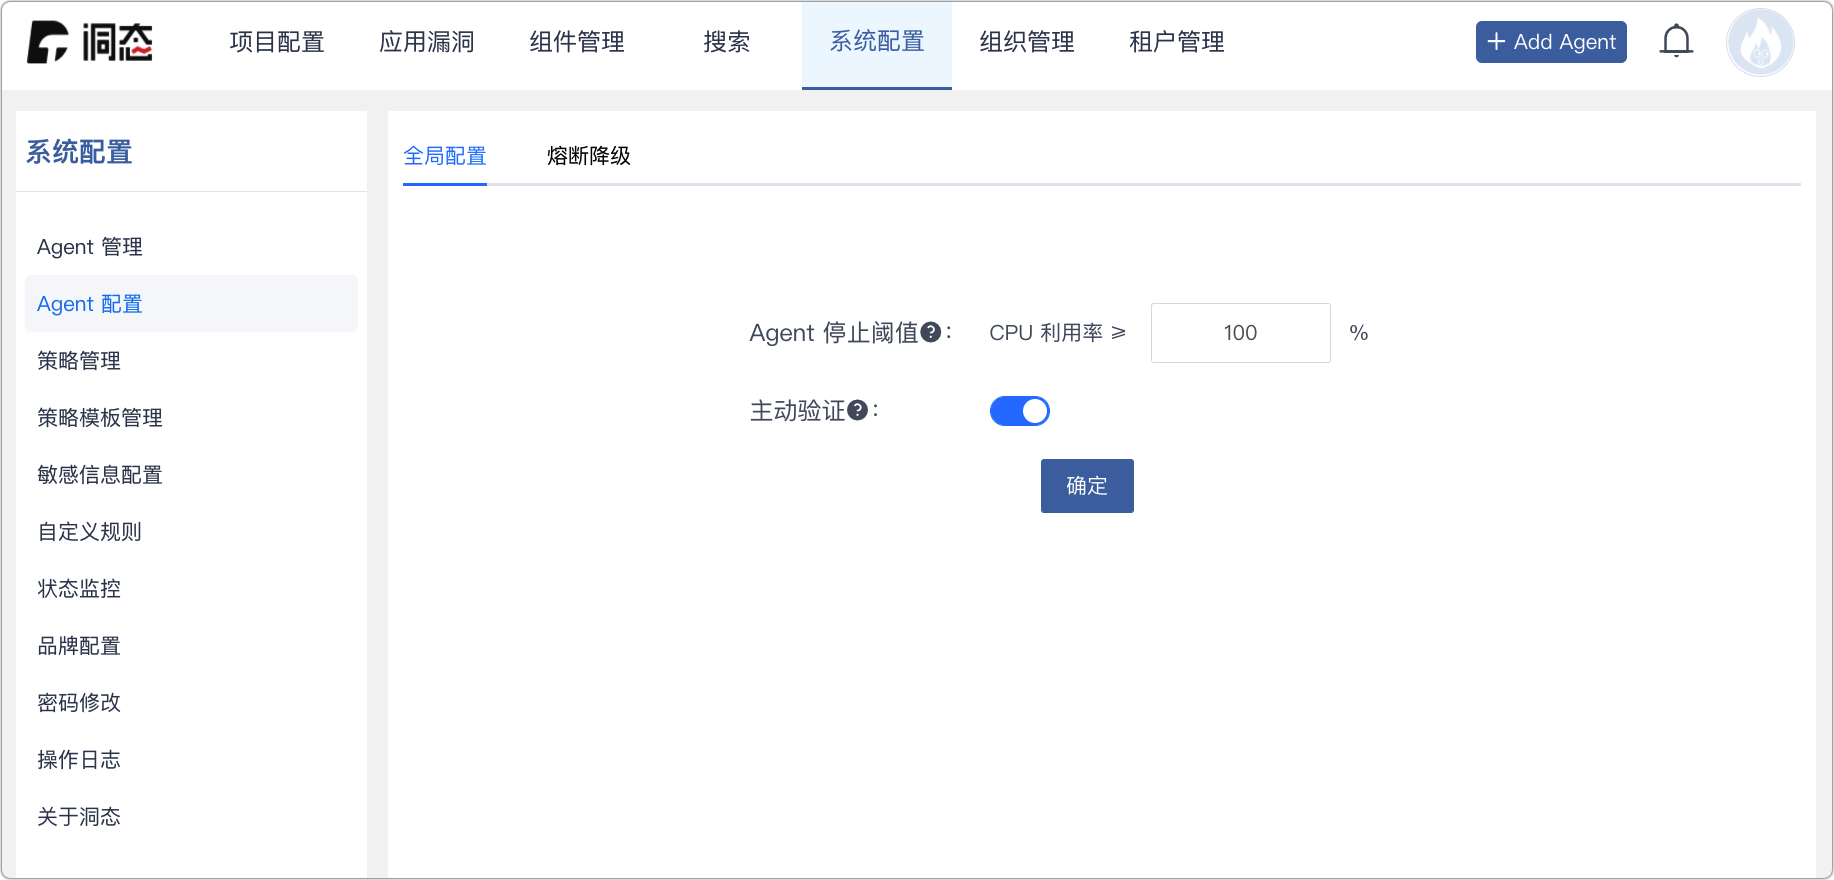 洞态 项目配置 应用漏洞 组件管理 搜索 系统配置 组织管理 租户管理 + Add Agent
系统配置
Agent 管理
Agent 配置
策略管理
策略模板管理
敏感信息配置
自定义规则
状态监控
品牌配置
密码修改
操作日志
关于洞态
全局配置 熔断降级
Agent 停止阈值?: CPU 利用率 ≥ 100 %
主动验证?:
确定